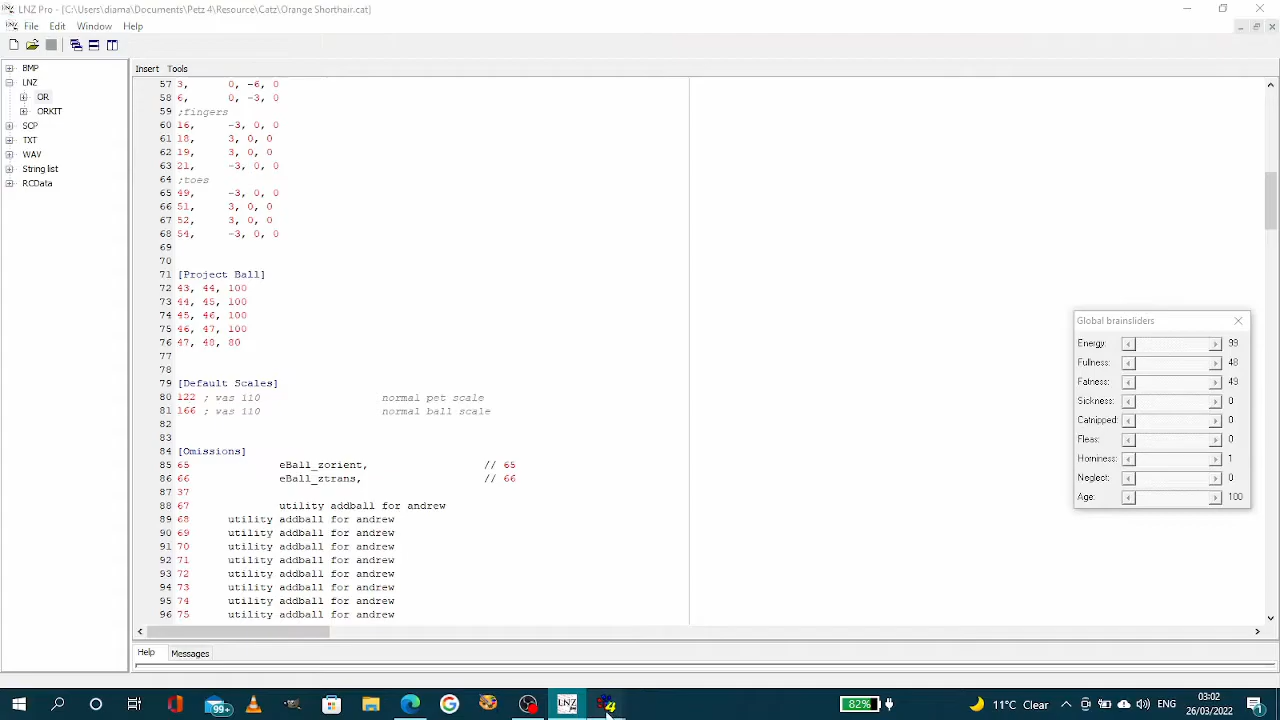 LNZ Pro - [C:\Users\diarna\Documents\Petz 4\Resource\Catz\Orange Shorthair.cat]
LNZ File Edit Window Help
Insert Tools
BMP
LNZ
OR
ORKIT
SCP
TXT
WAV
String list
RCData
57 3, 0, -6, 0
58 6, 0, -3, 0
59 ;fingers
60 16, -3, 0, 0
61 18, 3, 0, 0
62 19, 3, 0, 0
63 21, -3, 0, 0
64 ;toes
65 49, -3, 0, 0
66 51, 3, 0, 0
67 52, 3, 0, 0
68 54, -3, 0, 0
69
70
71 [Project Ball]
72 43, 44, 100
73 44, 45, 100
74 45, 46, 100
75 46, 47, 100
76 47, 48, 80
77
78
79 [Default Scales]
80 122 ; was 110 normal pet scale
81 166 ; was 110 normal ball scale
82
83
84 [Omissions]
85 65 eBall_zorient, // 65
86 66 eBall_ztrans, // 66
87 37
88 67 utility addball for andrew
89 68 utility addball for andrew
90 69 utility addball for andrew
91 70 utility addball for andrew
92 71 utility addball for andrew
93 72 utility addball for andrew
94 73 utility addball for andrew
95 74 utility addball for andrew
96 75 utility addball for andrew
Global brainsliders
Energy: 99
Fullness: 48
Fatness: 49
Sickness: 0
Catnipped: 0
Fleas: 0
Horniness: 1
Neglect: 0
Age: 100
Help Messages
99+
LNZ
82%
11°C Clear
ENG
03:02
26/03/2022